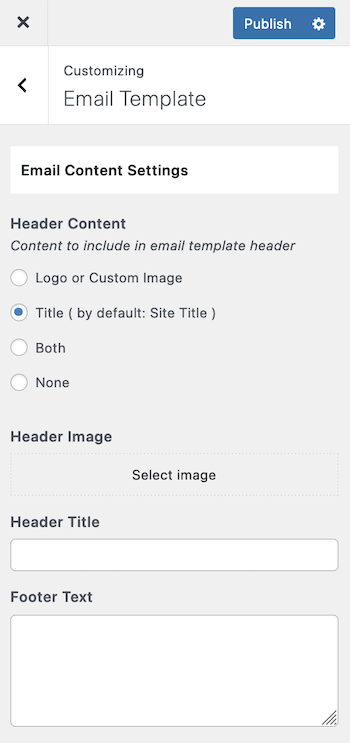 Publish
Customizing
Email Template
Email Content Settings
Header Content
Content to include in email template header
Logo or Custom Image
Title ( by default: Site Title )
Both
None
Header Image
Select image
Header Title
Footer Text